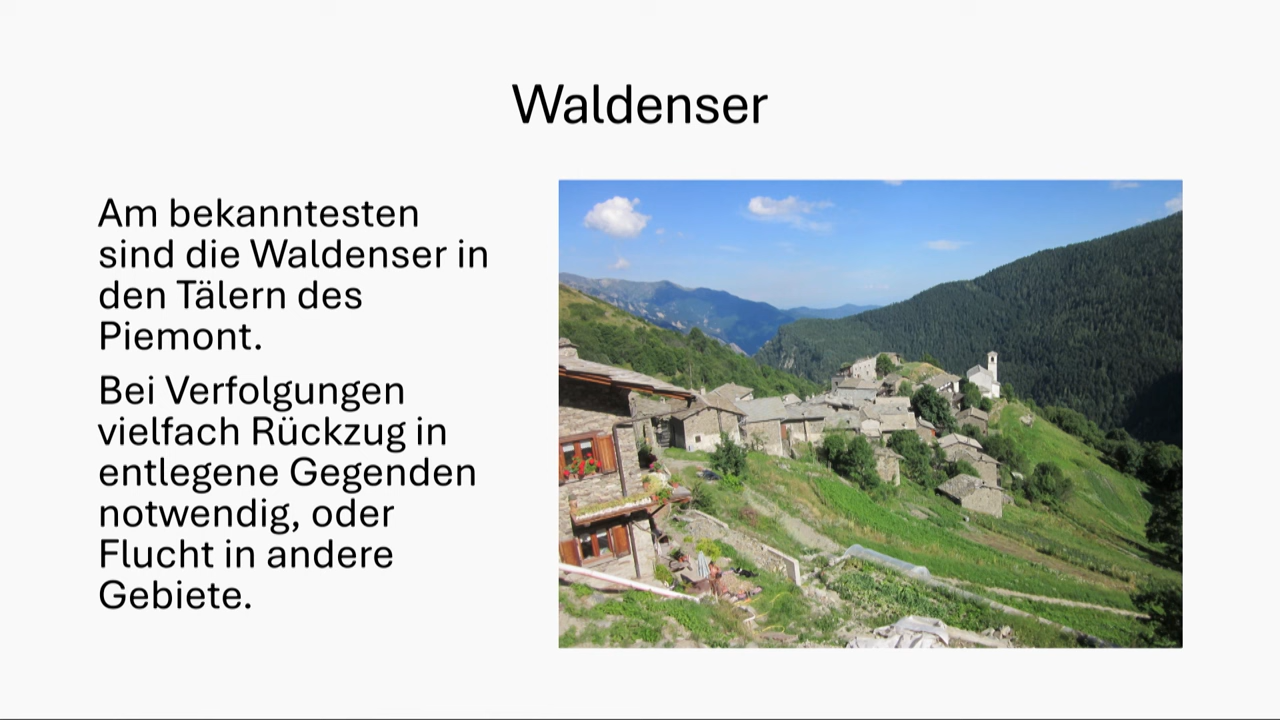 Waldenser
Am bekanntesten
sind die Waldenser in
den Tälern des
Piemont.
Bei Verfolgungen
vielfach Rückzug in
entlegene Gegenden
notwendig, oder
Flucht in andere
Gebiete.